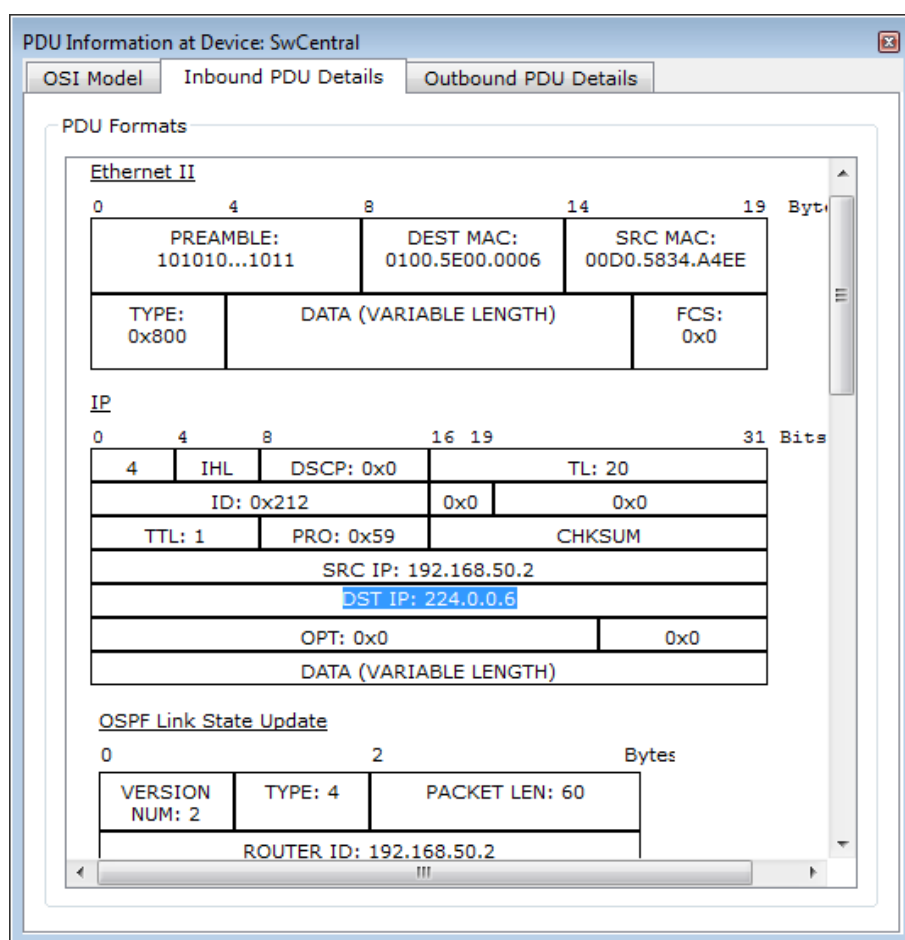 PDU Information at Device: SwCentral
OSI Model Inbound PDU Details Outbound PDU Details
PDU Formats
Ethernet II
0 4 8 14 19
PREAMBLE: DEST MAC: SRC MAC:
101010...1011 0100.5E00.0006 00D0.5834.A4EE
TYPE: DATA (VARIABLE LENGTH) FCS:
0x800 0x0
IP
0 4 8 16 19 31 Bits
4 IHL DSCP: 0x0 TL: 20
ID: 0x212 0x0 0x0
TTL: 1 PRO: 0x59 CHKSUM
SRC IP: 192.168.50.2
DST IP: 224.0.0.6
OPT: 0x0 0x0
DATA (VARIABLE LENGTH)
OSPF Link State Update
0 2 Bytes
VERSION TYPE: 4 PACKET LEN: 60
NUM: 2
ROUTER ID: 192.168.50.2